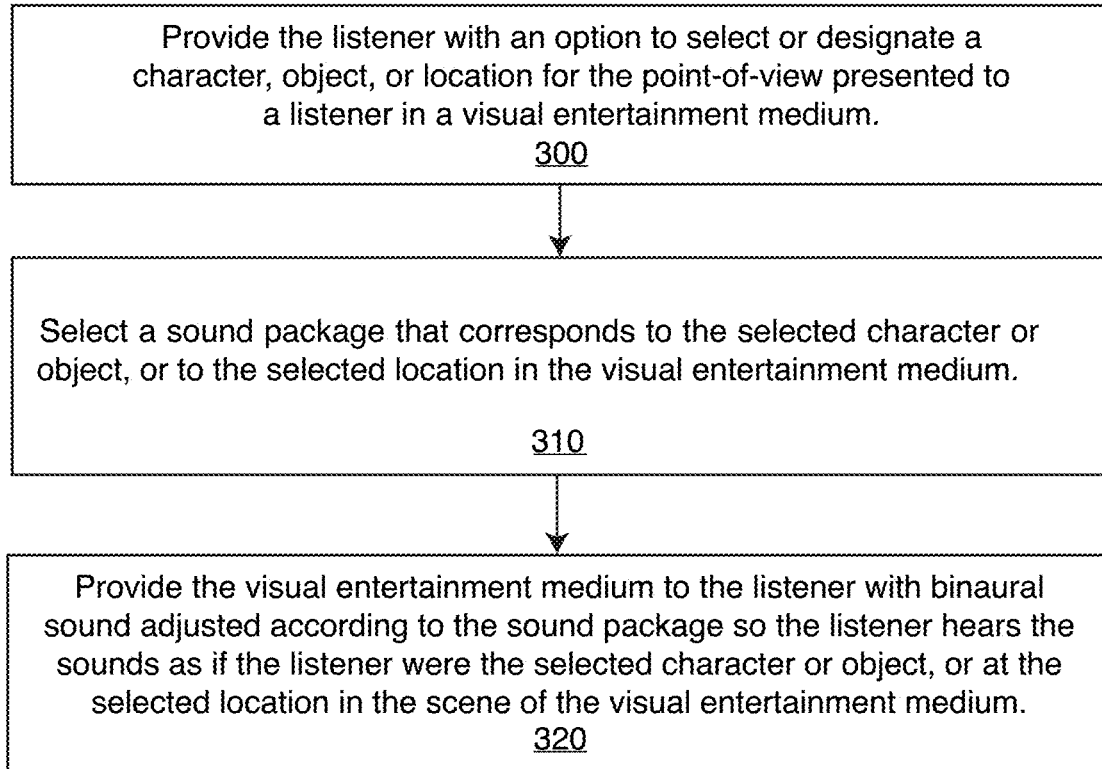 Provide the listener with an option to select or designate a
character, object, or location for the point-of-view presented to
a listener in a visual entertainment medium.
300
Select a sound package that corresponds to the selected character or
object, or to the selected location in the visual entertainment medium.
310
Provide the visual entertainment medium to the listener with binaural
sound adjusted according to the sound package so the listener hears the
sounds as if the listener were the selected character or object, or at the
selected location in the scene of the visual entertainment medium.
320